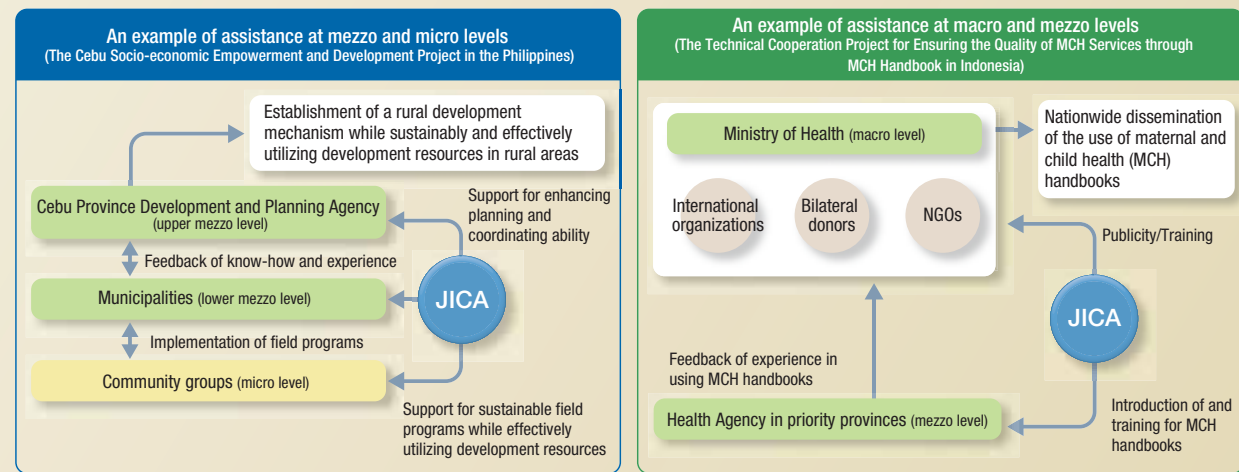 An example of assistance at mezzo and micro levels
(The Cebu Socio-economic Empowerment and Development Project in the Philippines)
Establishment of a rural development
mechanism while sustainably and effectively
utilizing development resources in rural areas
Cebu Province Development and Planning Agency
(upper mezzo level)
Support for enhancing
planning and
coordinating ability
Feedback of know-how and experience
Municipalities (lower mezzo level)
JICA
Implementation of field programs
Community groups (micro level)
Support for sustainable field
programs while effectively
utilizing development resources
An example of assistance at macro and mezzo levels
(The Technical Cooperation Project for Ensuring the Quality of MCH Services through
MCH Handbook in Indonesia)
Ministry of Health (macro level)
Nationwide dissemination
of the use of maternal and
child health (MCH)
handbooks
International
organizations
Bilateral
donors
NGOs
Publicity/Training
JICA
Feedback of experience in
using MCH handbooks
Health Agency in priority provinces (mezzo level)
Introduction of and
training for MCH
handbooks